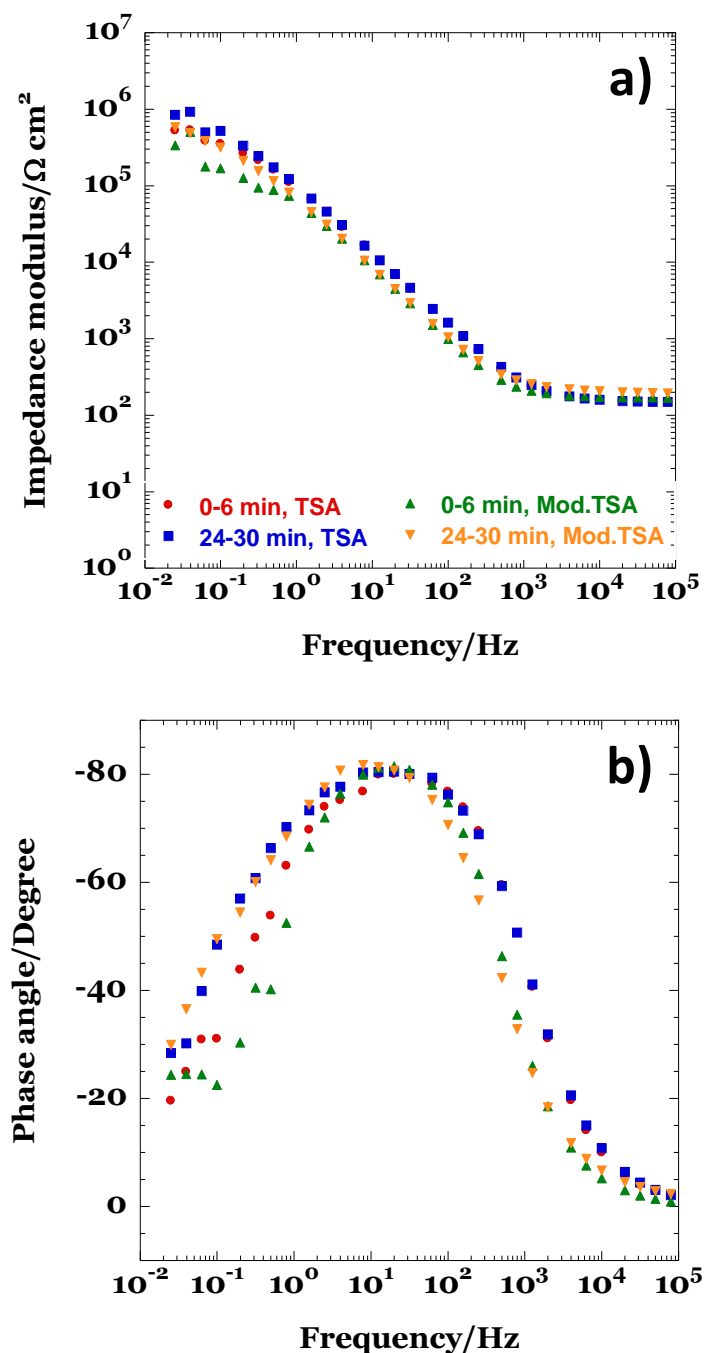 a)
Impedance modulus/Ω cm²
10⁷
10⁶
10⁵
10⁴
10³
10²
10¹
10⁰
0-6 min, TSA
0-6 min, Mod.TSA
24-30 min, TSA
24-30 min, Mod.TSA
10⁻² 10⁻¹ 10⁰ 10¹ 10² 10³ 10⁴ 10⁵
Frequency/Hz
b)
Phase angle/Degree
-80
-60
-40
-20
0
10⁻² 10⁻¹ 10⁰ 10¹ 10² 10³ 10⁴ 10⁵
Frequency/Hz